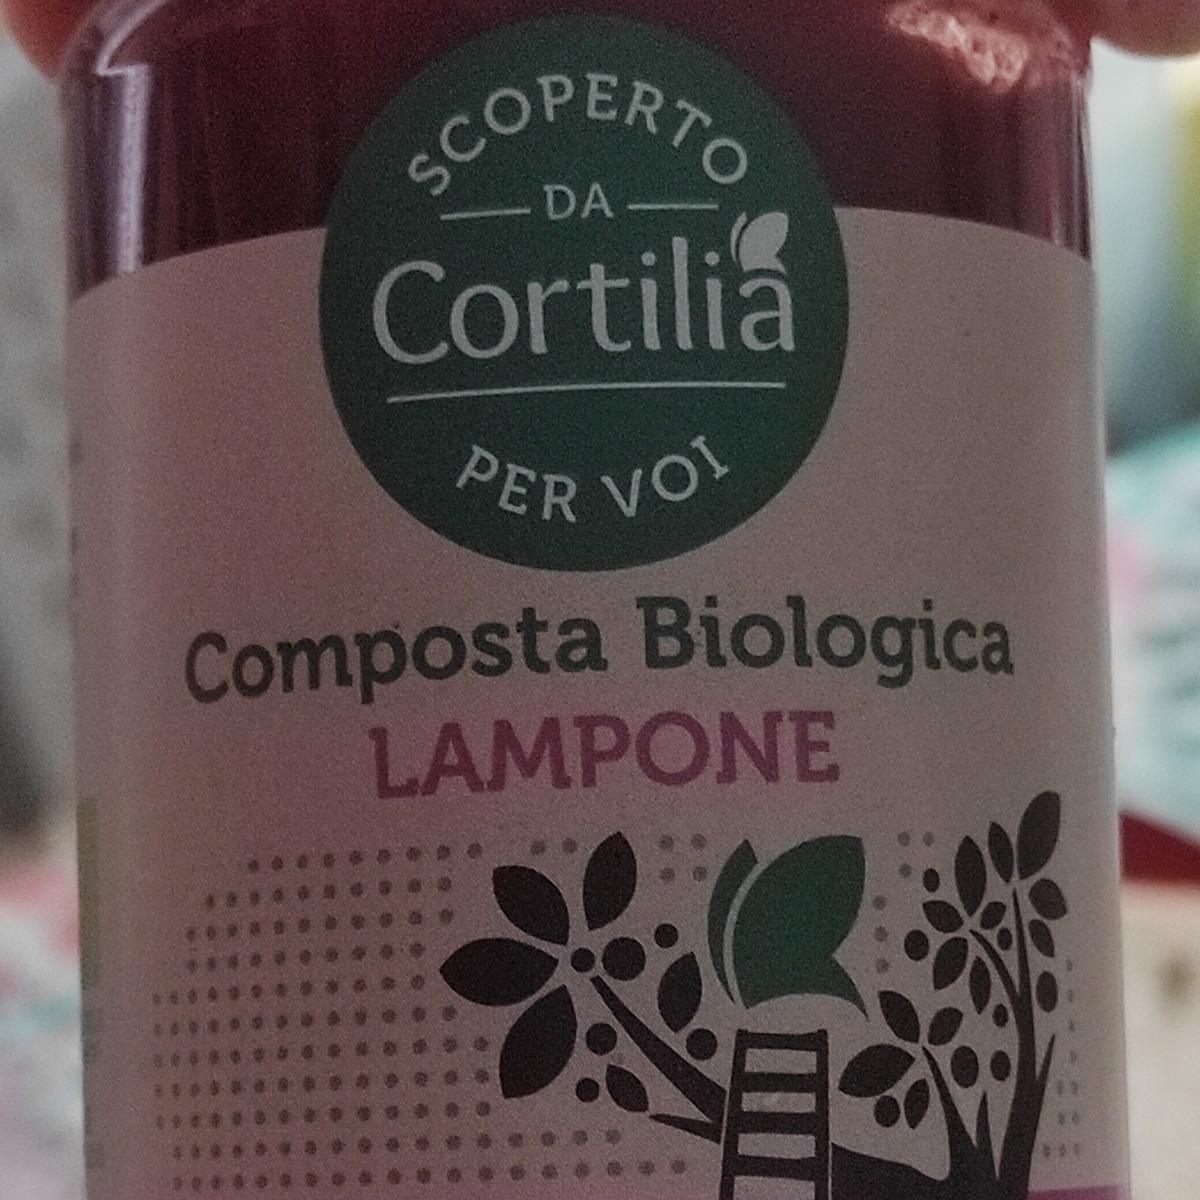 SCOPERTO
DA
Cortilia
PER VOI
Composta Biologica
LAMPONE